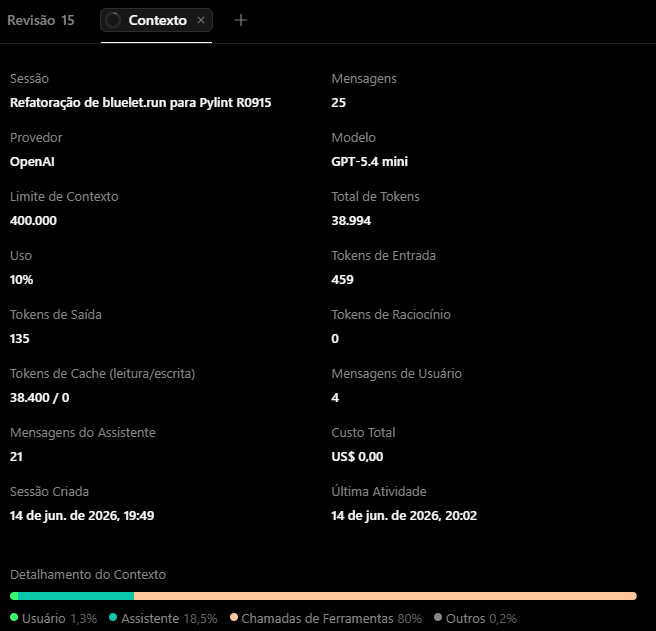 Revisão 15 Contexto
Sessão Mensagens
Refatoração de bluelet.run para Pylint R0915 25
Provedor Modelo
OpenAI GPT-5.4 mini
Limite de Contexto Total de Tokens
400.000 38.994
Uso Tokens de Entrada
10% 459
Tokens de Saída Tokens de Raciocínio
135 0
Tokens de Cache (leitura/escrita) Mensagens de Usuário
38.400 / 0 4
Mensagens do Assistente Custo Total
21 US$ 0,00
Sessão Criada Última Atividade
14 de jun. de 2026, 19:49 14 de jun. de 2026, 20:02
Detalhamento do Contexto
Usuário 1,3% Assistente 18,5% Chamadas de Ferramentas 80% Outros 0,2%